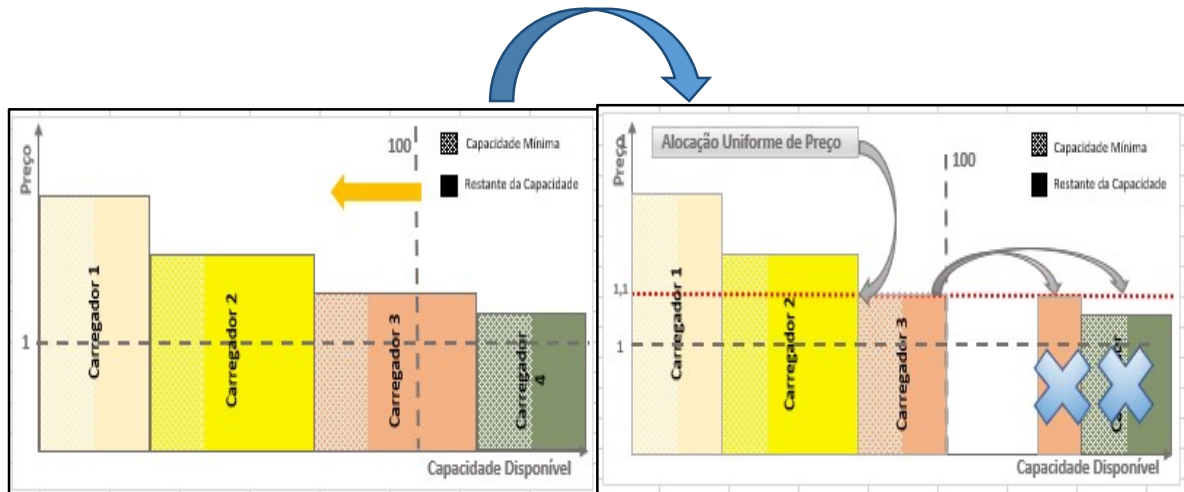 Preço
100
Capacidade Mínima
Restante da Capacidade
1
Carregador 1
Carregador 2
Carregador 3
Carregador
4
Capacidade Disponível
Preço
Alocação Uniforme de Preço
100
Capacidade Mínima
Restante da Capacidade
1,1
1
Carregador 1
Carregador 2
Carregador 3
Capacidade Disponível